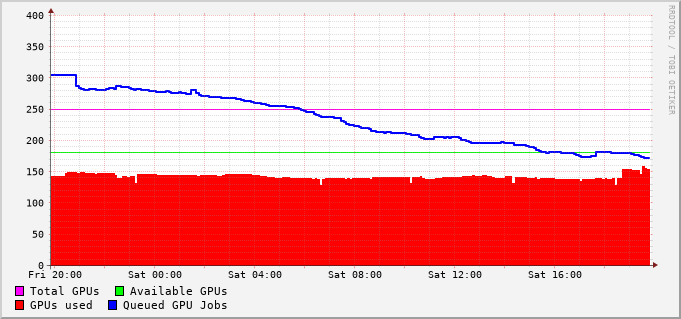 RRDTOOL / TOBI OETIKER
400
350
300
250
200
150
100
50
0
Fri 20:00 Sat 00:00 Sat 04:00 Sat 08:00 Sat 12:00 Sat 16:00
Total GPUs Available GPUs
GPUs used Queued GPU Jobs